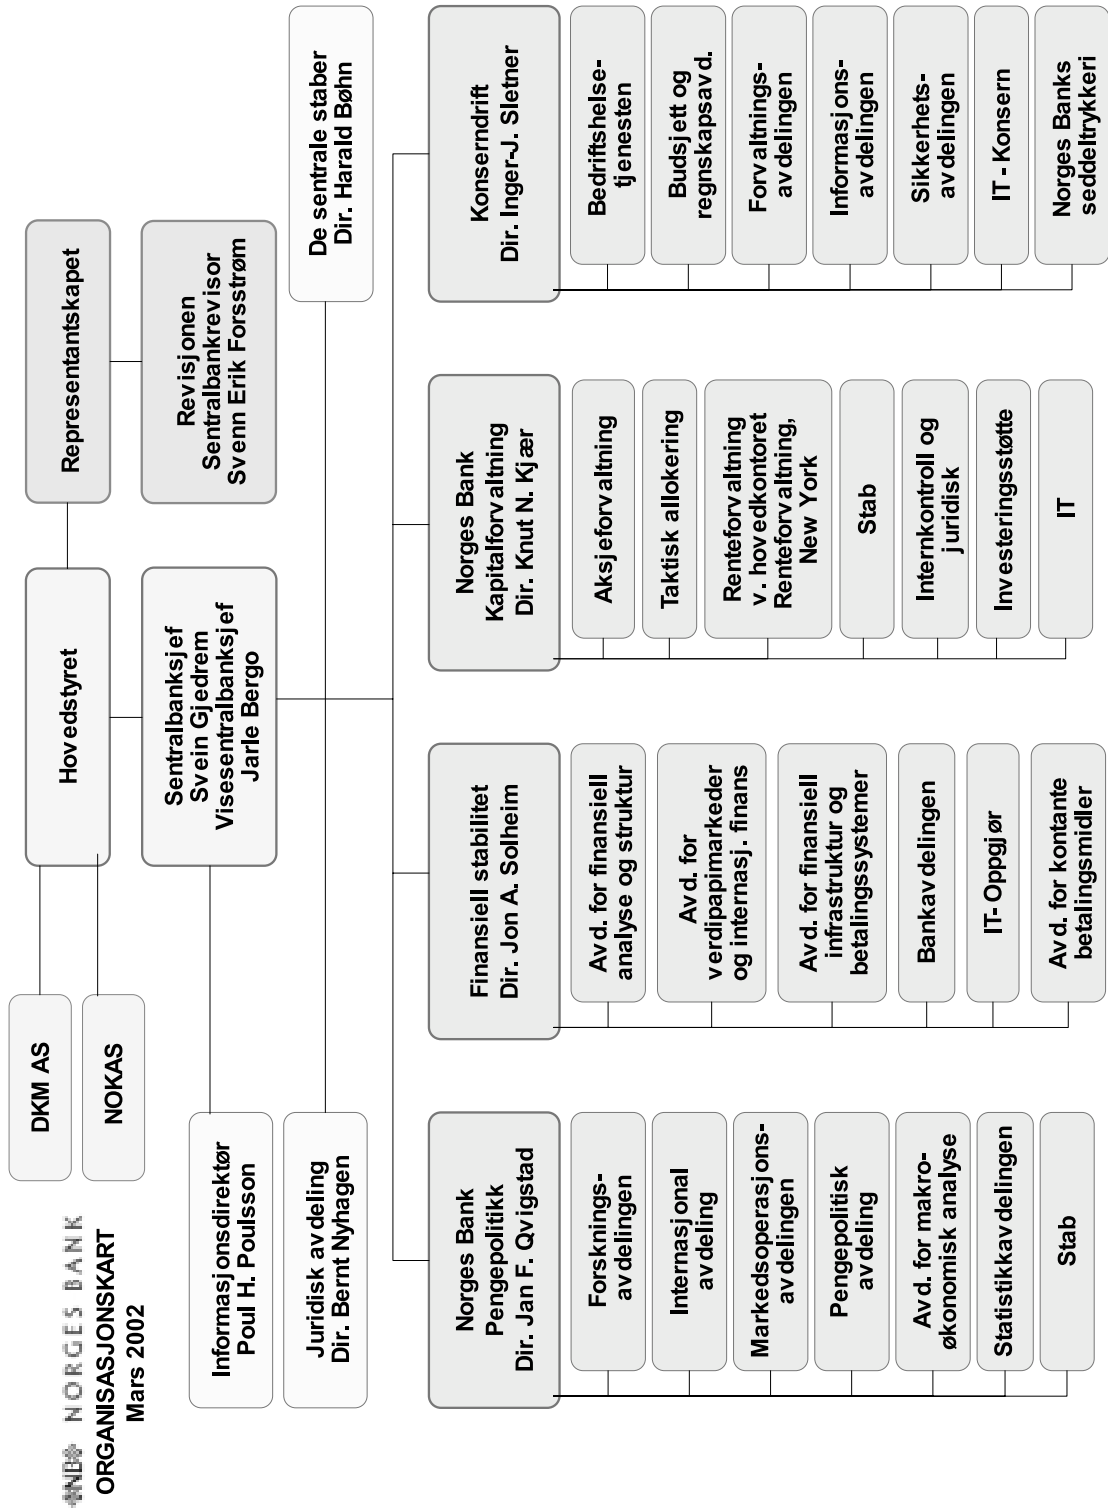 NORGES BANK
ORGANISASJONSKART
Mars 2002
DKM AS
NOKAS
Hovedstyret
Representantskapet
Sentralbanksjef
Svein Gjedrem
Visesentralbanksjef
Jarle Bergo
Revisjonen
Sentralbankrevisor
Svenn Erik Forsstrøm
Informasjonsdirektør
Poul H. Poulsson
Juridisk avdeling
Dir. Bernt Nyhagen
De sentrale staber
Dir. Harald Bøhn
Norges Bank
Pengepolitikk
Dir. Jan F. Qvigstad
Forsknings-
avdelingen
Internasjonal
avdeling
Markedsoperasjons-
avdelingen
Pengepolitisk
avdeling
Avd. for makro-
økonomisk analyse
Statistikkavdelingen
Stab
Finansiell stabilitet
Dir. Jon A. Solheim
Avd. for finansiell
analyse og struktur
Avd. for
verdipapimarkeder
og internasj. finans
Avd. for finansiell
infrastruktur og
betalingssystemer
Bankavdelingen
IT- Oppgjør
Avd. for kontante
betalingsmidler
Norges Bank
Kapitalforvaltning
Dir. Knut N. Kjær
Aksjeforvaltning
Taktisk allokering
Renteforvaltning
v. hovedkontoret
Renteforvaltning,
New York
Stab
Internkontroll og
juridisk
Investeringsstøtte
IT
Konserndrift
Dir. Inger-J. Sletner
Bedriftshelse-
tjenesten
Budsjett og
regnskapsavd.
Forvaltnings-
avdelingen
Informasjons-
avdelingen
Sikkerhets-
avdelingen
IT - Konsern
Norges Banks
seddeltrykkeri